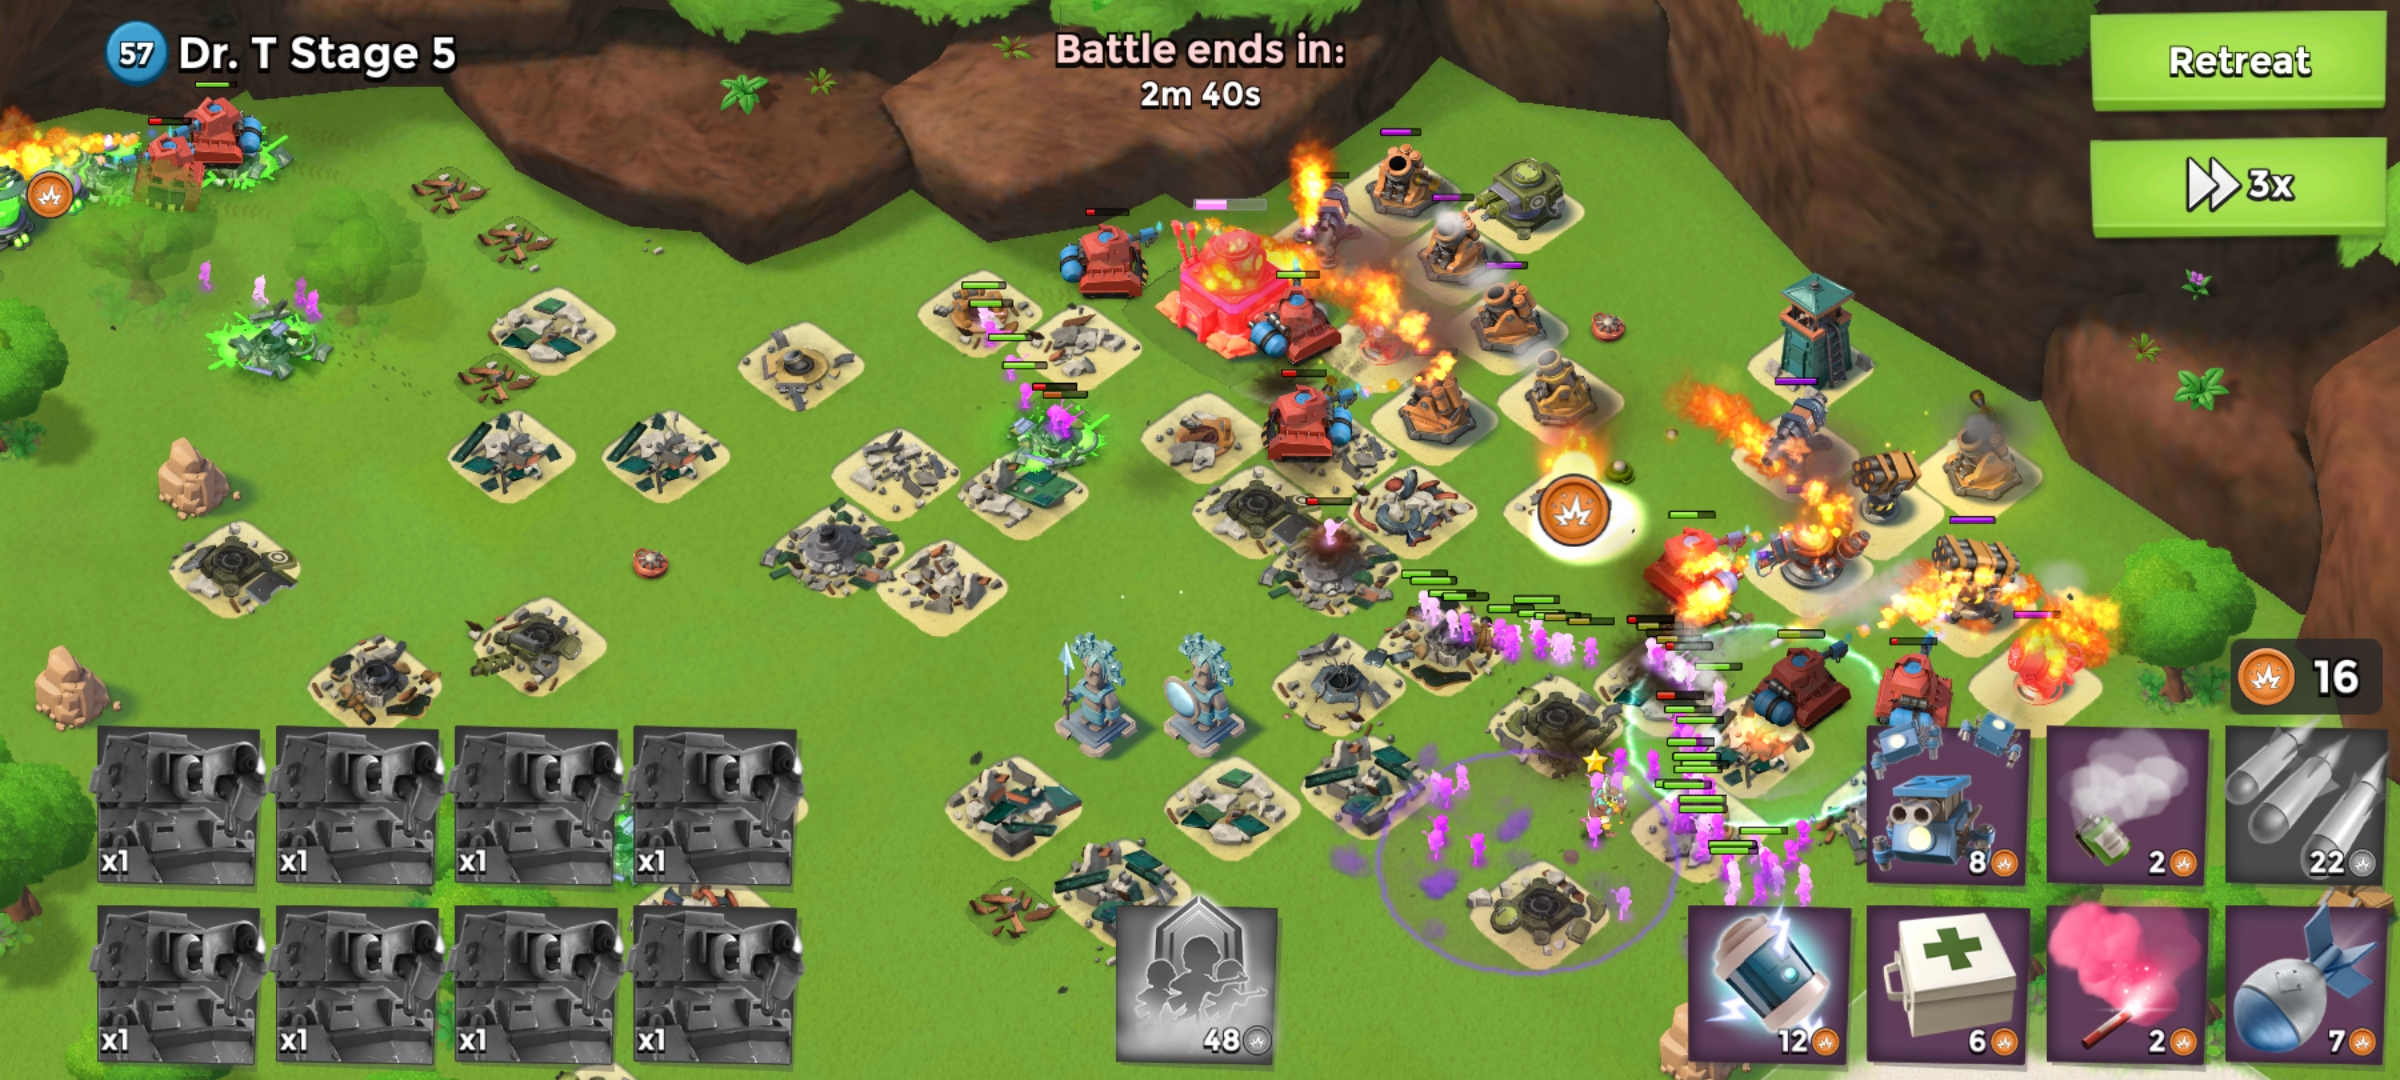 57 Dr. T Stage 5
Battle ends in:
2m 40s
Retreat
3x
16
x1 x1 x1 x1
8 2 22
x1 x1 x1 x1
48
12 6 2 7